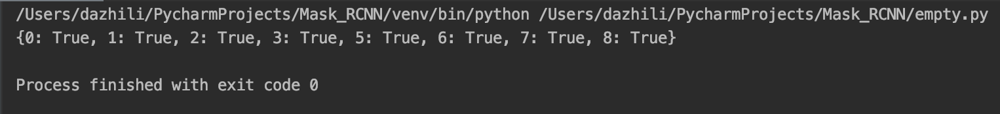 /Users/dazhili/PycharmProjects/Mask_RCNN/venv/bin/python /Users/dazhili/PycharmProjects/Mask_RCNN/empty.py
{0: True, 1: True, 2: True, 3: True, 5: True, 6: True, 7: True, 8: True}
Process finished with exit code 0